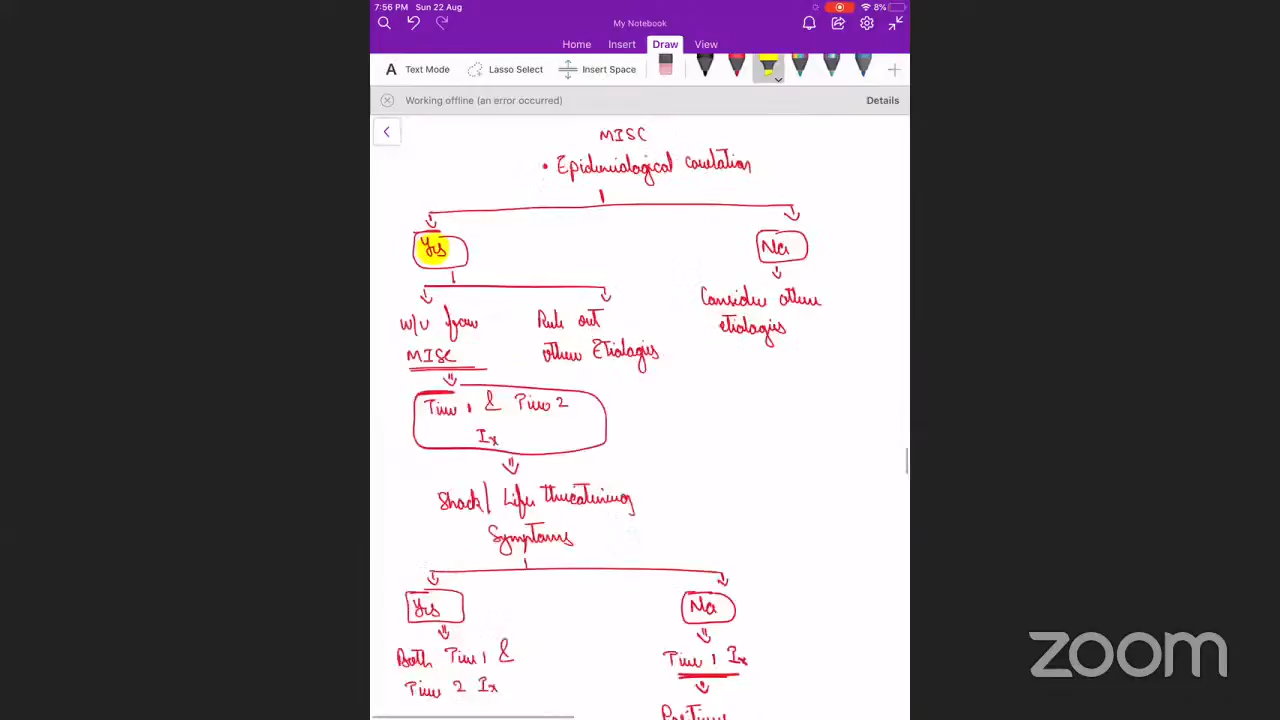 7:56 PM Sun 22 Aug
8%
My Notebook
Home Insert Draw View
A Text Mode Lasso Select Insert Space
Working offline (an error occurred) Details
MISC
• Epidemiological correlation
Yes No
W/U for Rule out Consider other
MISC other Etiologies etiologies
Tier 1 & Tier 2
Ix
Shock/ Life threatening
Symptoms
Yes No
Both Tier 1 & Tier 1 Ix
Tier 2 Ix
Positive
zoom